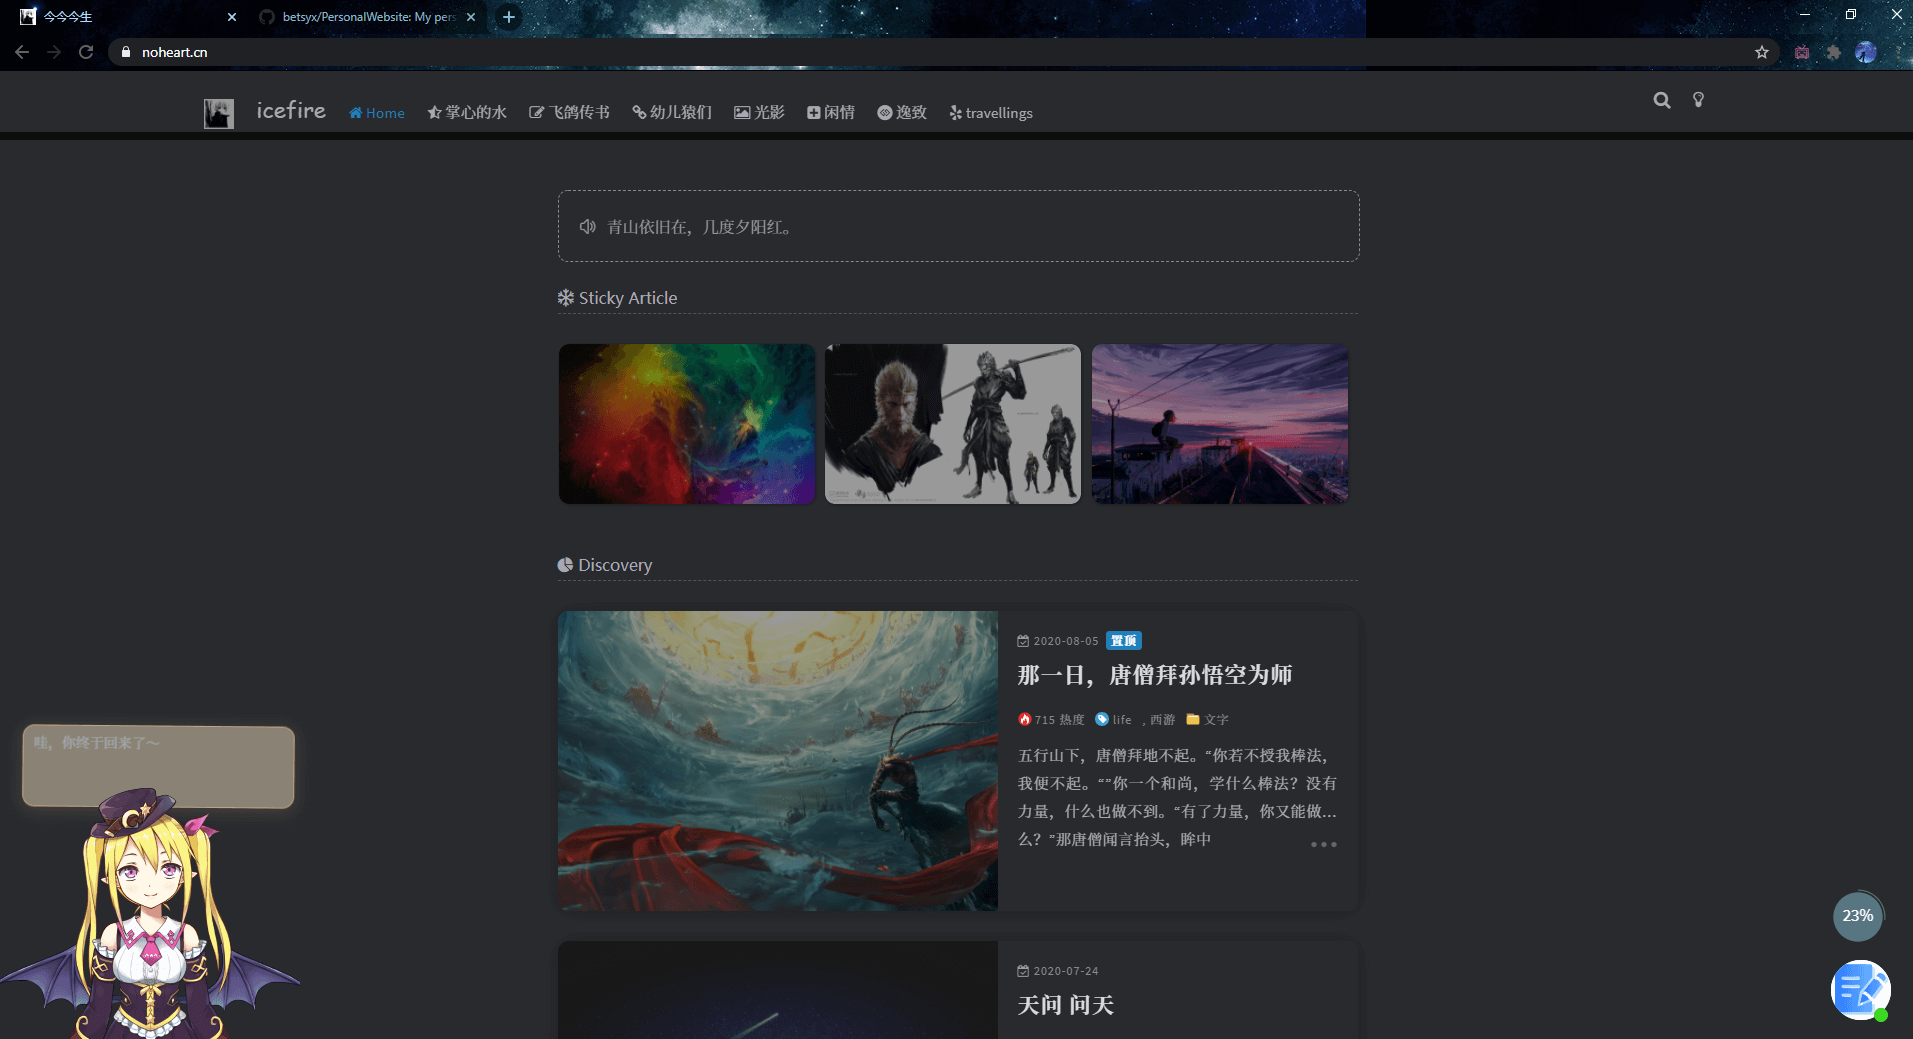 今今今生
betsyx/PersonalWebsite: My pers
noheart.cn
icefire
Home
掌心的水
飞鸽传书
幼儿猿们
光影
闲情
逸致
travellings
青山依旧在，几度夕阳红。
Sticky Article
Discovery
2020-08-05 置顶
那一日，唐僧拜孙悟空为师
715 热度 life , 西游 文字
五行山下，唐僧拜地不起。“你若不授我棒法，
我便不起。“”你一个和尚，学什么棒法？没有
力量，什么也做不到。“有了力量，你又能做...
么？”那唐僧闻言抬头，眸中
哇，你终于回来了～
23%
2020-07-24
天问 问天